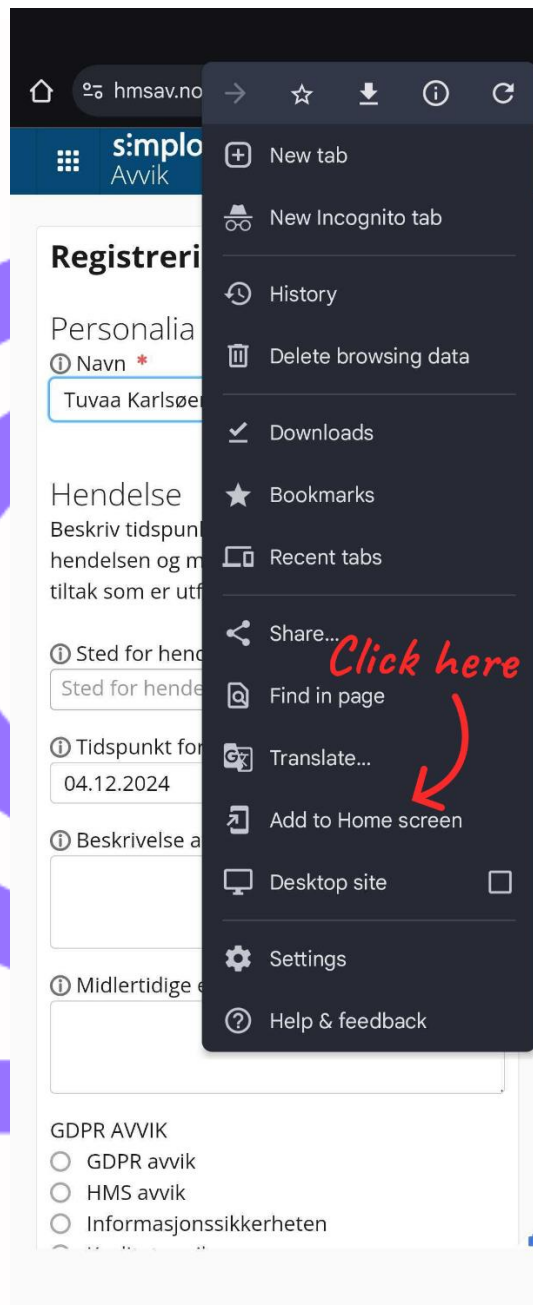 hmsav.no
s:mplo
Avvik
New tab
New Incognito tab
History
Delete browsing data
Downloads
Bookmarks
Recent tabs
Share...
Click here
Find in page
Translate...
Add to Home screen
Desktop site
Settings
Help & feedback
Registreri
Personalia
Navn *
Tuvaa Karlsøe
Hendelse
Beskriv tidspun
hendelsen og m
tiltak som er utf
Sted for hend
Sted for hende
Tidspunkt for
04.12.2024
Beskrivelse a
Midlertidige e
GDPR AVVIK
GDPR avvik
HMS avvik
Informasjonssikkerheten